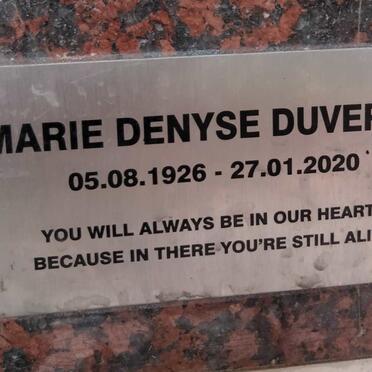 MARIE DENYSE DUVER
05.08.1926 - 27.01.2020
YOU WILL ALWAYS BE IN OUR HEART
BECAUSE IN THERE YOU'RE STILL ALI